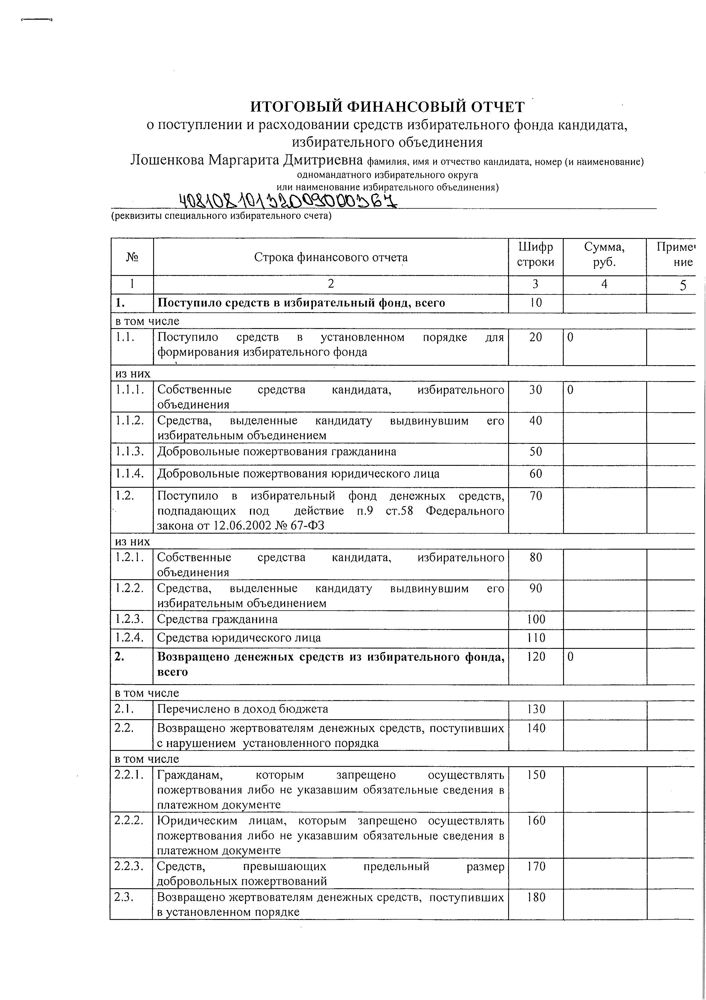 ИТОГОВЫЙ ФИНАНСОВЫЙ ОТЧЕТ
о поступлении и расходовании средств избирательного фонда кандидата,
избирательного объединения
Лошенкова Маргарита Дмитриевна фамилия, имя и отчество кандидата, номер (и наименование)
одномандатного избирательного округа
или наименование избирательного объединения)
40810810132009000367
(реквизиты специального избирательного счета)
№ Строка финансового отчета Шифр строки Сумма, руб. Примеч ние
1 2 3 4 5
1. Поступило средств в избирательный фонд, всего 10
в том числе
1.1. Поступило средств в установленном порядке для 20 0
формирования избирательного фонда
из них
1.1.1. Собственные средства кандидата, избирательного 30 0
объединения
1.1.2. Средства, выделенные кандидату выдвинувшим его 40
избирательным объединением
1.1.3. Добровольные пожертвования гражданина 50
1.1.4. Добровольные пожертвования юридического лица 60
1.2. Поступило в избирательный фонд денежных средств, 70
подпадающих под действие п.9 ст.58 Федерального
закона от 12.06.2002 № 67-ФЗ
из них
1.2.1. Собственные средства кандидата, избирательного 80
объединения
1.2.2. Средства, выделенные кандидату выдвинувшим его 90
избирательным объединением
1.2.3. Средства гражданина 100
1.2.4. Средства юридического лица 110
2. Возвращено денежных средств из избирательного фонда, 120 0
всего
в том числе
2.1. Перечислено в доход бюджета 130
2.2. Возвращено жертвователям денежных средств, поступивших 140
с нарушением установленного порядка
в том числе
2.2.1. Гражданам, которым запрещено осуществлять 150
пожертвования либо не указавшим обязательные сведения в
платежном документе
2.2.2. Юридическим лицам, которым запрещено осуществлять 160
пожертвования либо не указавшим обязательные сведения в
платежном документе
2.2.3. Средств, превышающих предельный размер 170
добровольных пожертвований
2.3. Возвращено жертвователям денежных средств, поступивших 180
в установленном порядке